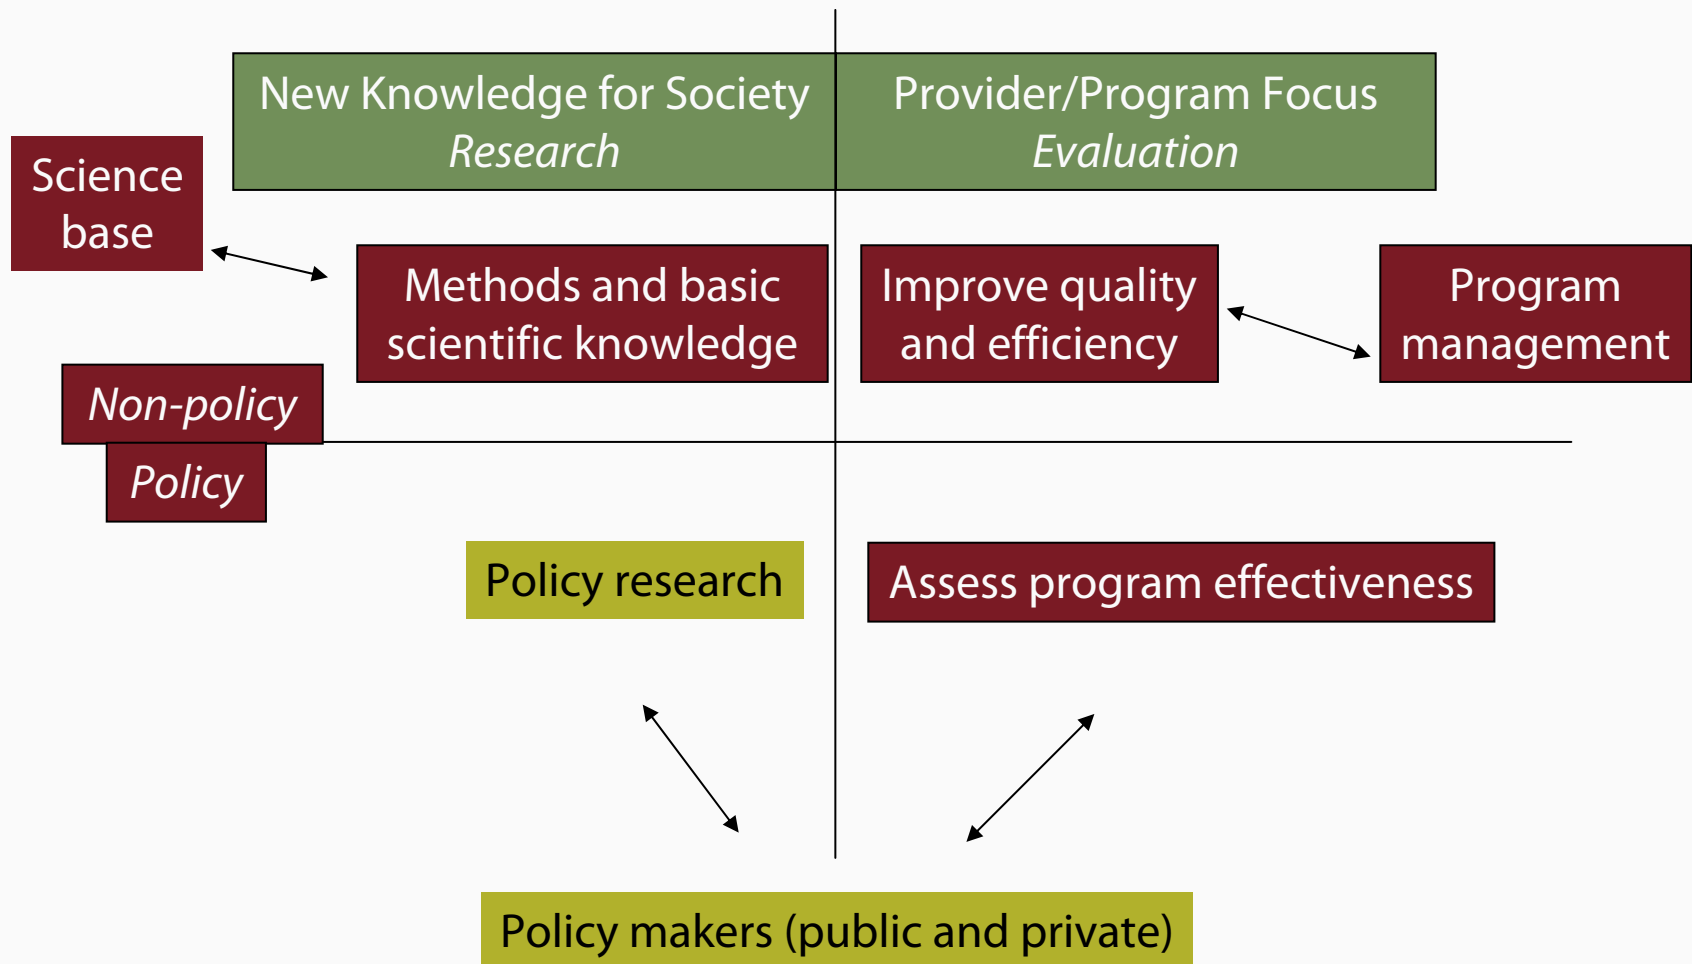 New Knowledge for Society
Research
Provider/Program Focus
Evaluation
Science
base
Methods and basic
scientific knowledge
Improve quality
and efficiency
Program
management
Non-policy
Policy
Policy research
Assess program effectiveness
Policy makers (public and private)